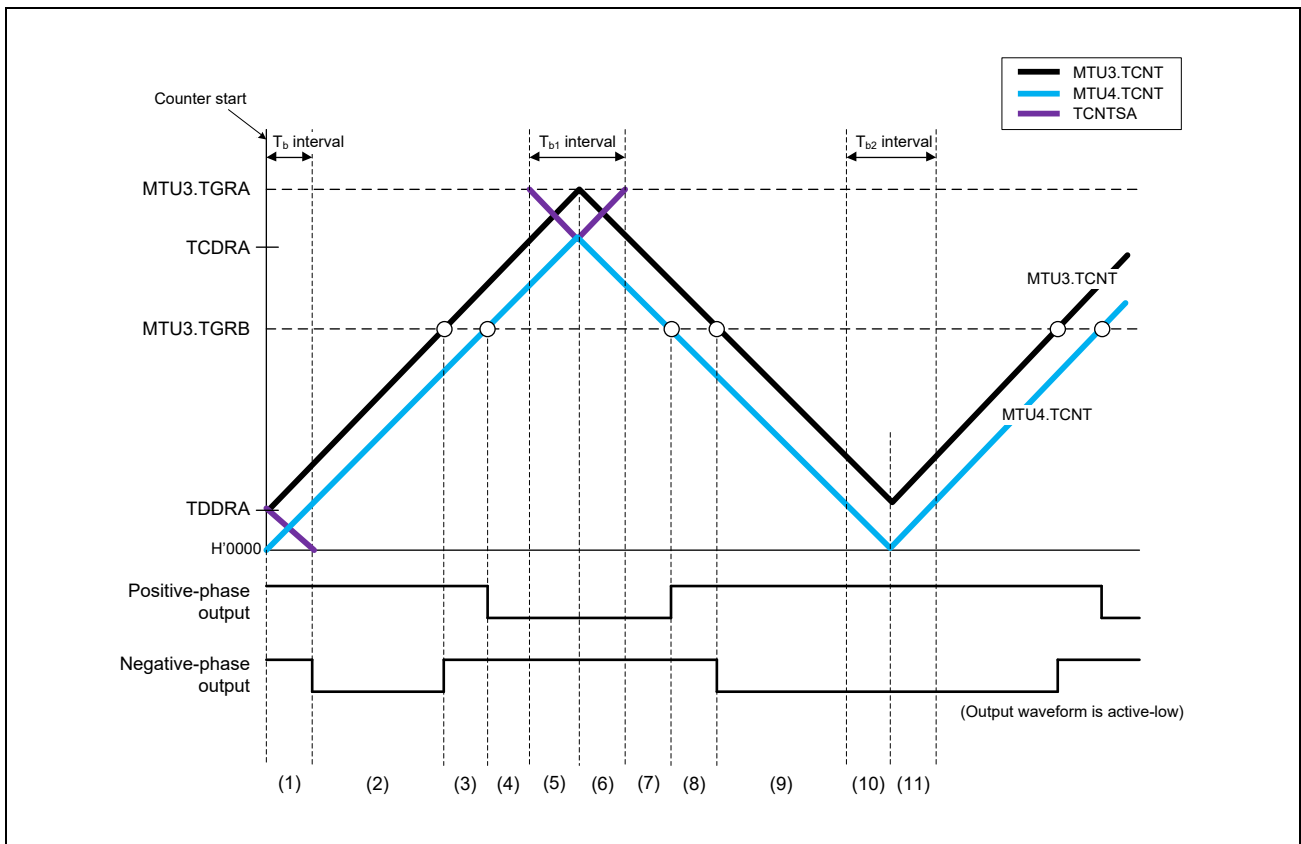 MTU3.TCNT
MTU4.TCNT
TCNTSA
Counter start
Tb interval
Tb1 interval
Tb2 interval
MTU3.TGRA
TCDRA
MTU3.TCNT
MTU3.TGRB
MTU4.TCNT
TDDRA
H'0000
Positive-phase
output
Negative-phase
output
(Output waveform is active-low)
(1)
(2)
(3)
(4)
(5)
(6)
(7)
(8)
(9)
(10)
(11)